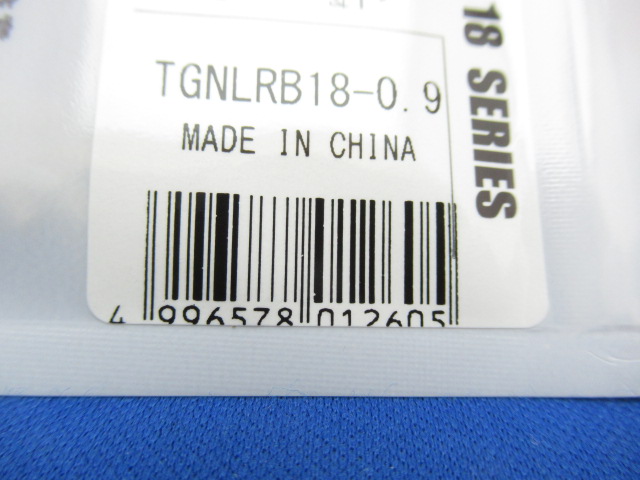 TGNLRB18-0.9
MADE IN CHINA
4 996578 012605
18 SERIES